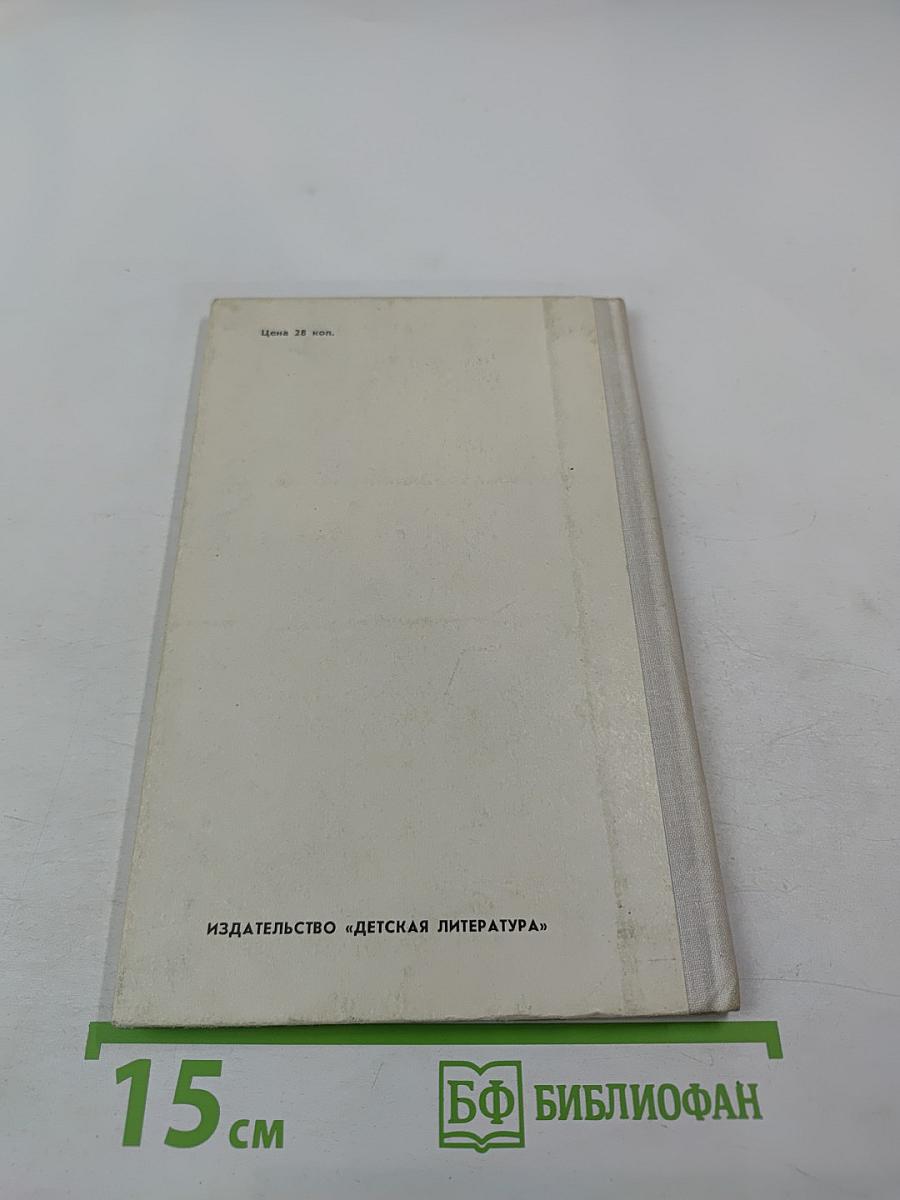 Цена 28 коп.
ИЗДАТЕЛЬСТВО «ДЕТСКАЯ ЛИТЕРАТУРА»
15 см
БФ БИБЛИОФАН